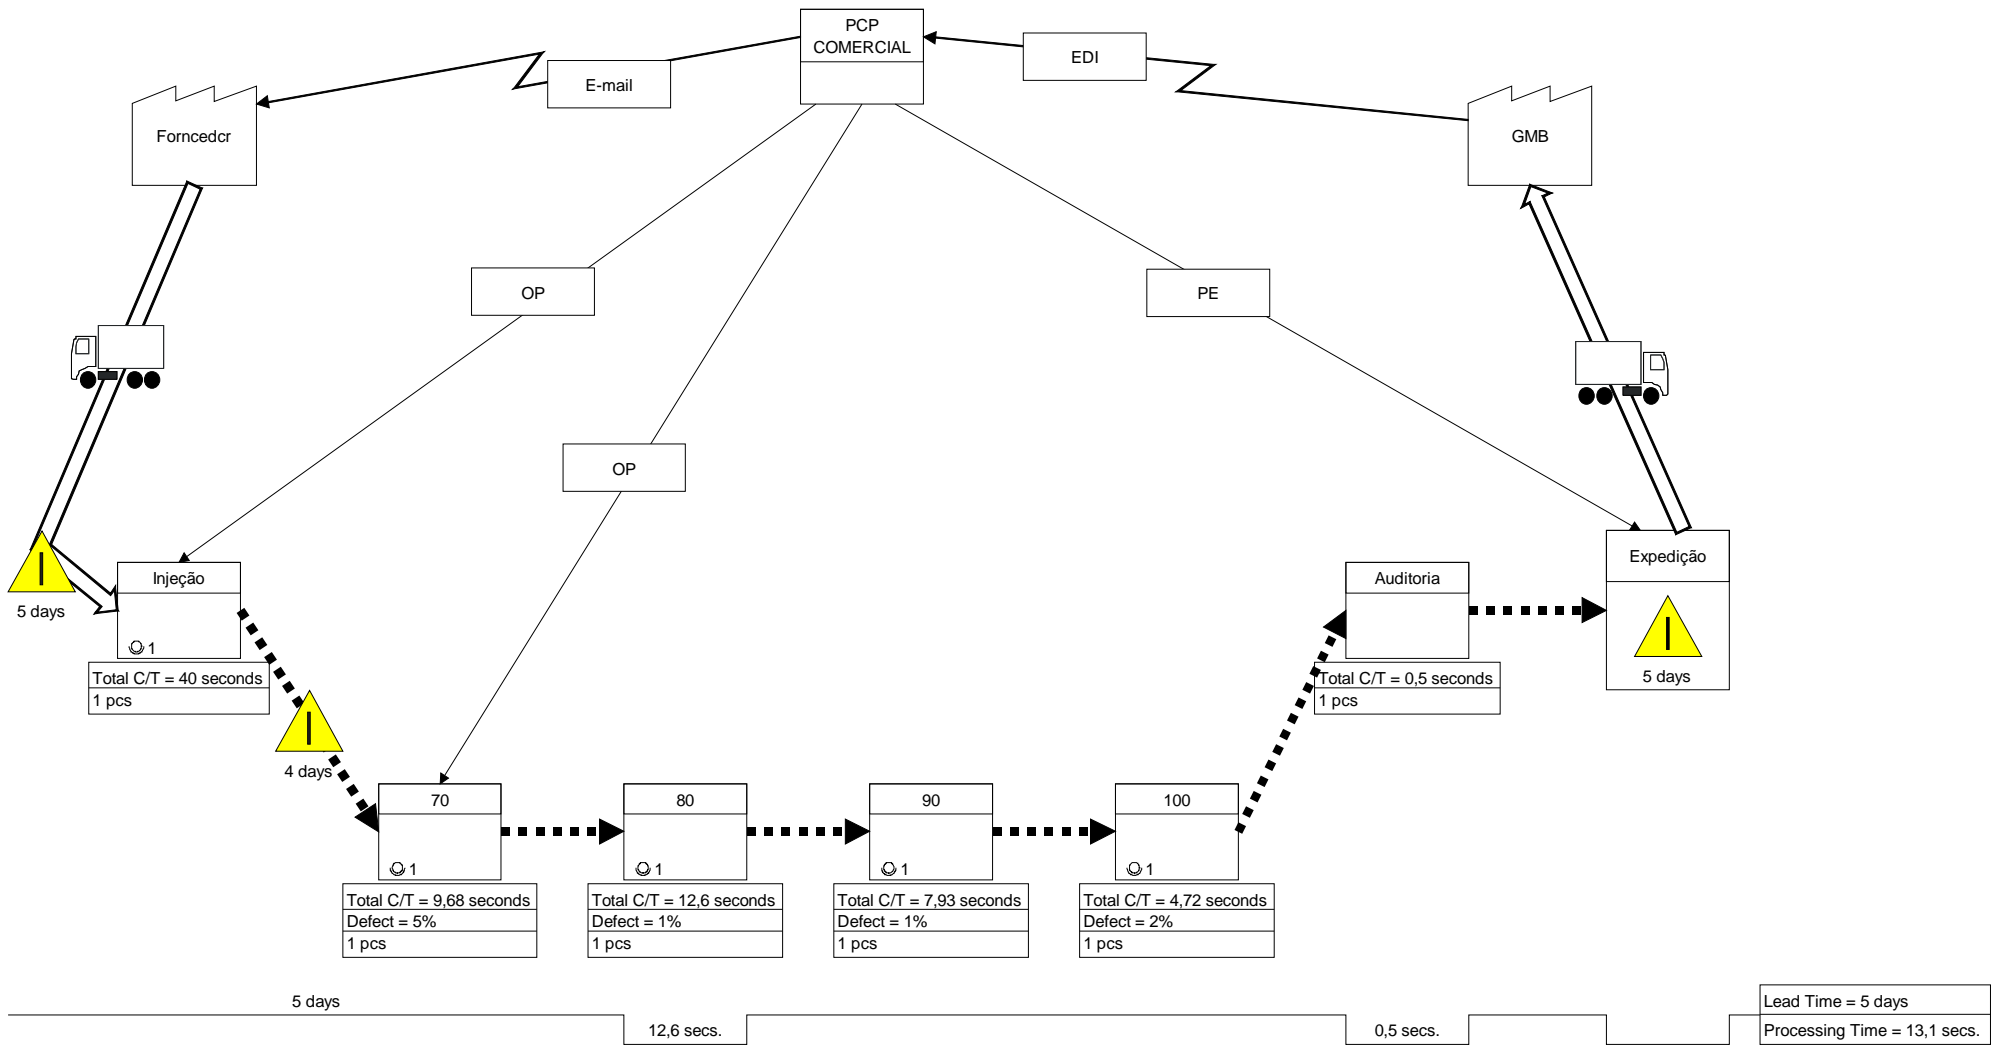 PCP
COMERCIAL
EDI
E-mail
Forncedcr
GMB
OP
PE
OP
Expedição
5 days
Injeção
1
Total C/T = 40 seconds
1 pcs
5 days
4 days
Auditoria
Total C/T = 0,5 seconds
1 pcs
70
1
Total C/T = 9,68 seconds
Defect = 5%
1 pcs
80
1
Total C/T = 12,6 seconds
Defect = 1%
1 pcs
90
1
Total C/T = 7,93 seconds
Defect = 1%
1 pcs
100
1
Total C/T = 4,72 seconds
Defect = 2%
1 pcs
5 days
12,6 secs.
0,5 secs.
Lead Time = 5 days
Processing Time = 13,1 secs.